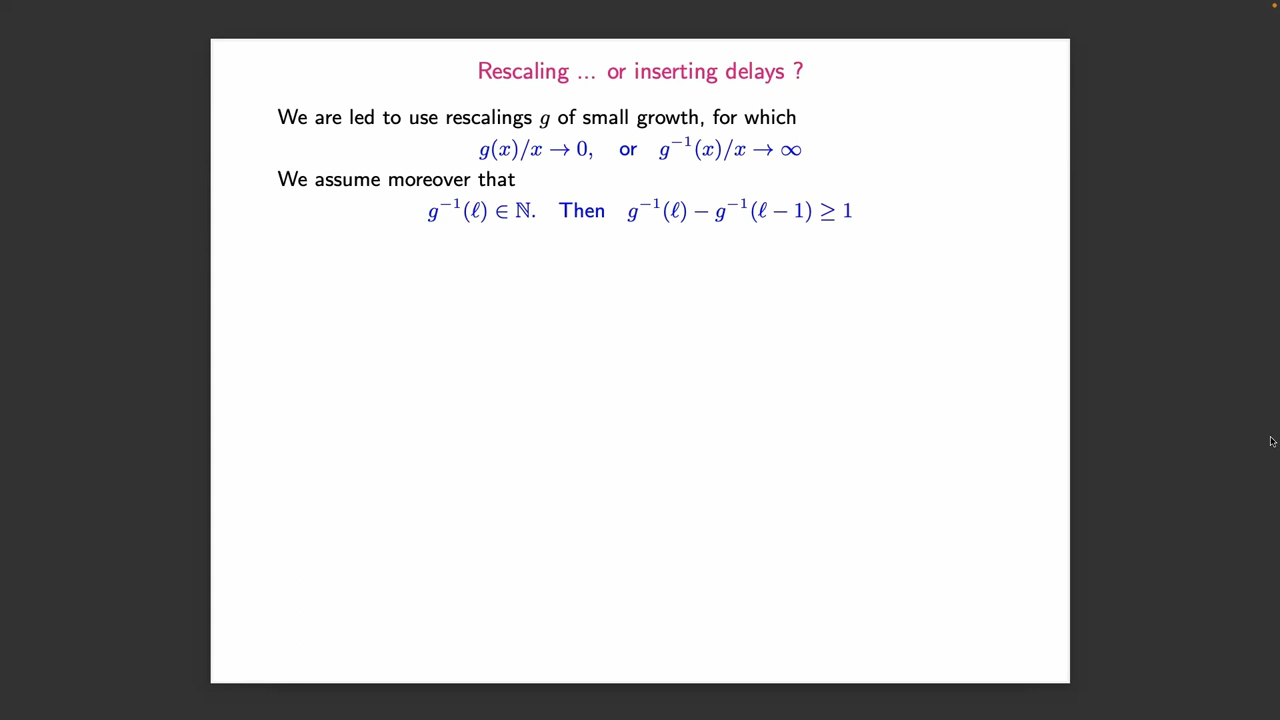 Rescaling ... or inserting delays ?
We are led to use rescalings g of small growth, for which
g(x)/x → 0, or g⁻¹(x)/x → ∞
We assume moreover that
g⁻¹(ℓ) ∈ ℕ. Then g⁻¹(ℓ) − g⁻¹(ℓ − 1) ≥ 1